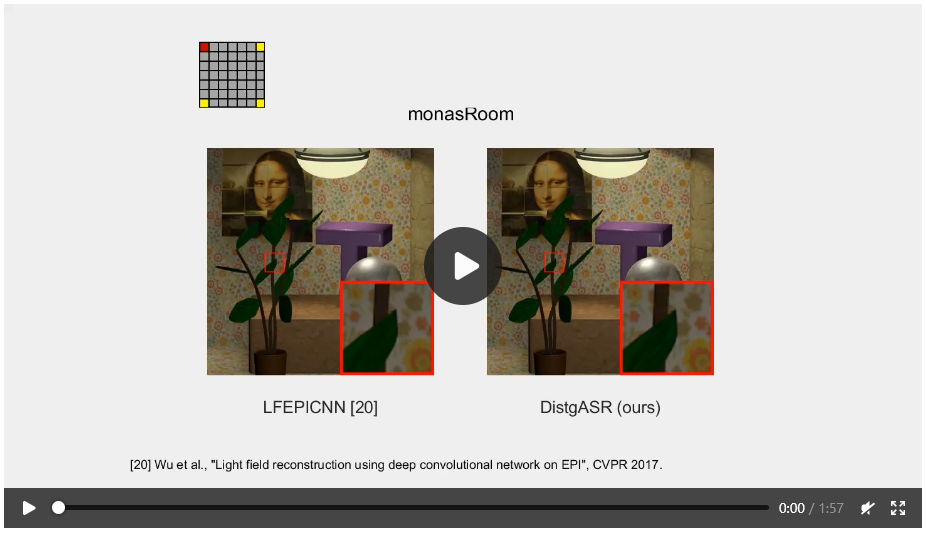 monasRoom
LFEPICNN [20]
DistgASR (ours)
[20] Wu et al., "Light field reconstruction using deep convolutional network on EPI", CVPR 2017.
0:00 / 1:57